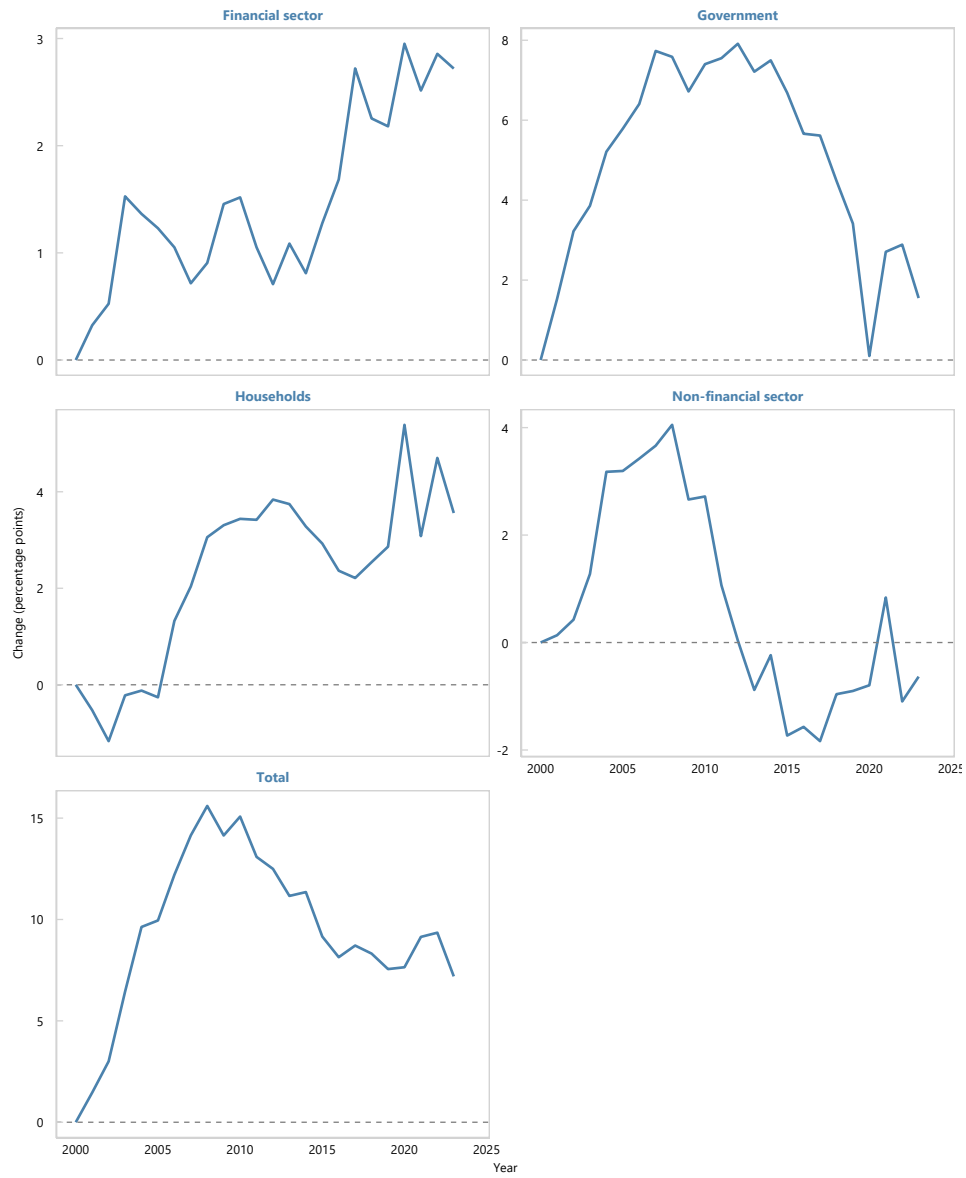 Financial sector
Government
3
2
1
0
8
6
4
2
0
Households
Non-financial sector
Change (percentage points)
4
2
0
4
2
0
-2
2000 2005 2010 2015 2020 2025
Total
15
10
5
0
2000 2005 2010 2015 2020 2025
Year